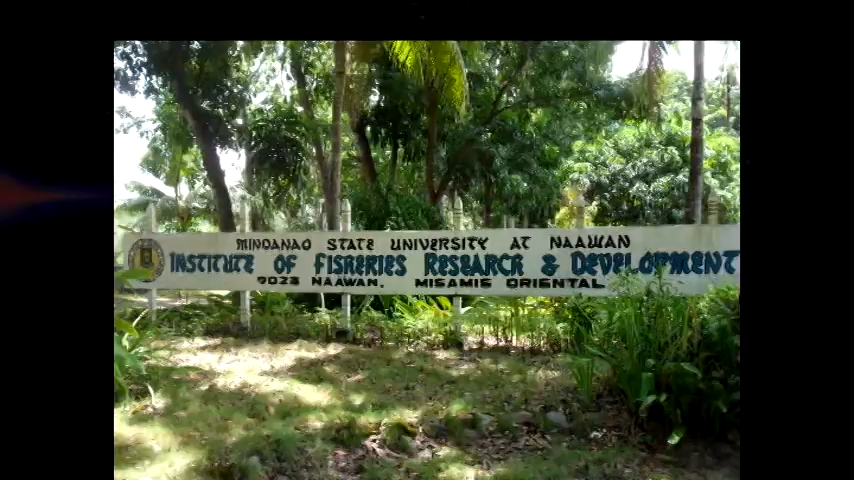 MINDANAO STATE UNIVERSITY AT NAAWAN
INSTITUTE OF FISHERIES RESEARCH & DEVELOPMENT
9023 NAAWAN, MISAMIS ORIENTAL